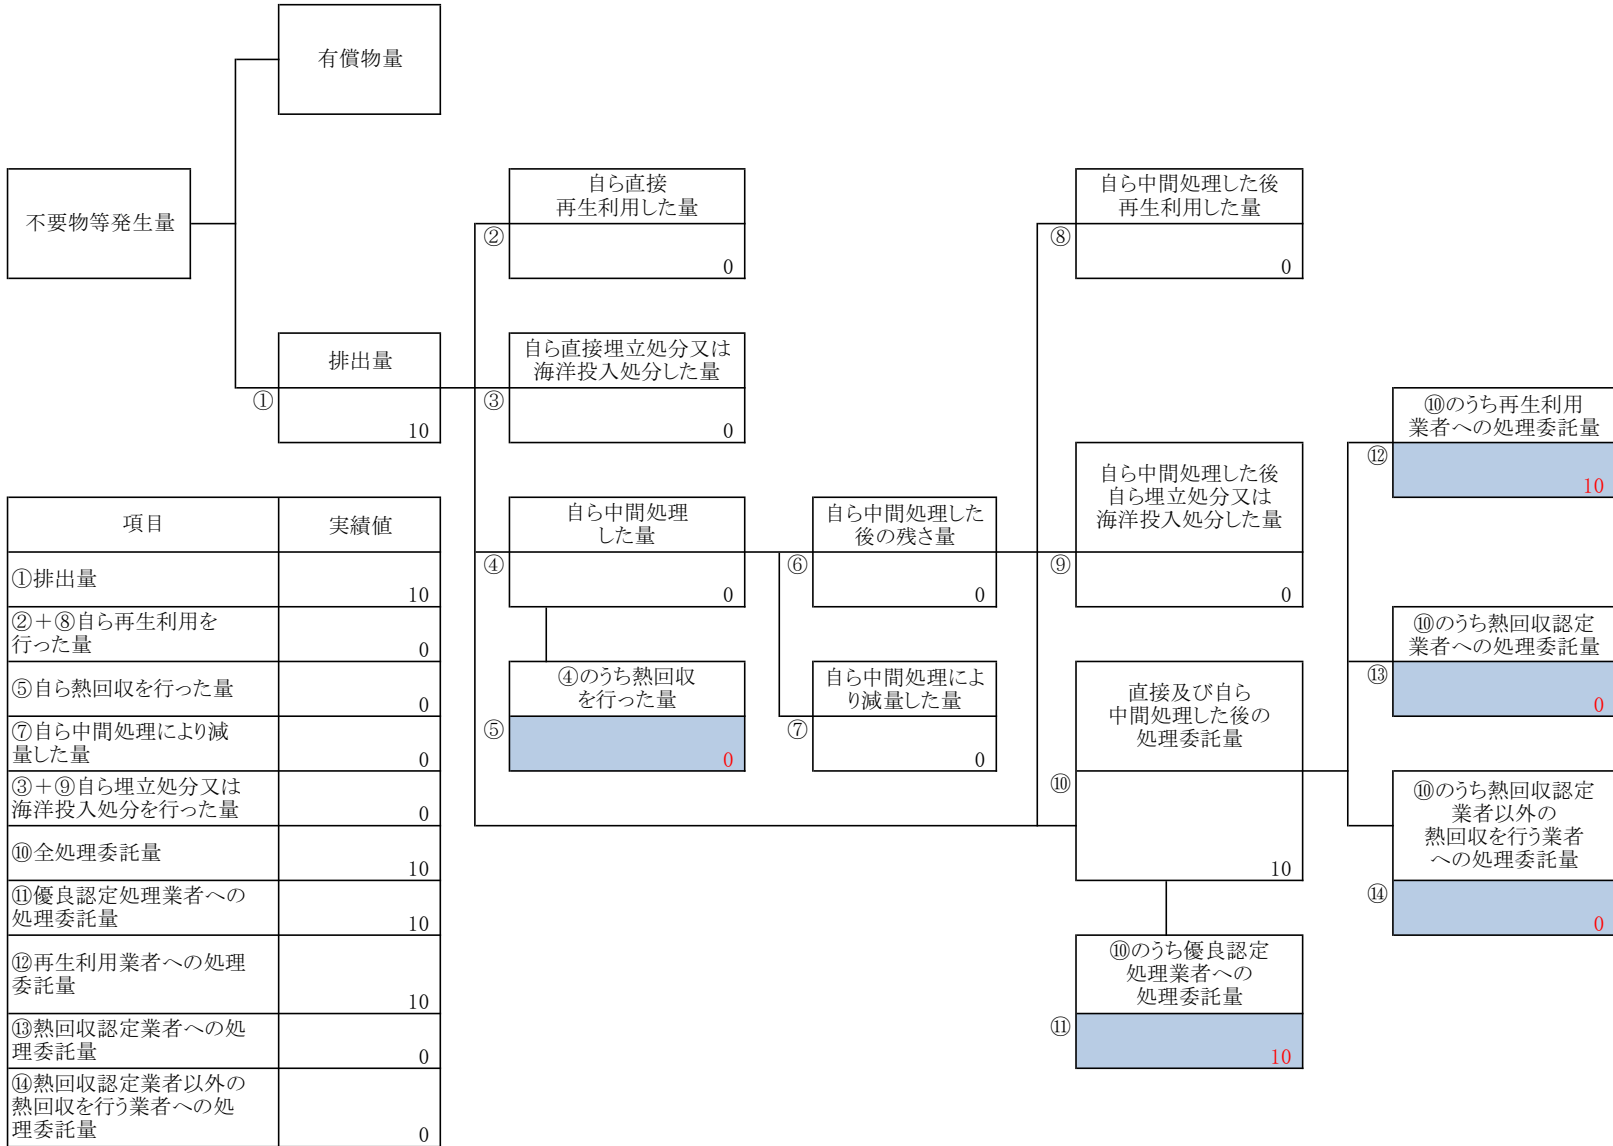 有償物量
不要物等発生量
自ら直接
再生利用した量
②
0
自ら中間処理した後
再生利用した量
⑧
0
排出量
①
10
自ら直接埋立処分又は
海洋投入処分した量
③
0
⑩のうち再生利用
業者への処理委託量
⑫
10
自ら中間処理した後
自ら埋立処分又は
海洋投入処分した量
⑨
0
自ら中間処理
した量
④
0
自ら中間処理した
後の残さ量
⑥
0
⑩のうち熱回収認定
業者への処理委託量
⑬
0
④のうち熱回収
を行った量
⑤
0
自ら中間処理によ
り減量した量
⑦
0
直接及び自ら
中間処理した後の
処理委託量
⑩
10
⑩のうち熱回収認定
業者以外の
熱回収を行う業者
への処理委託量
⑭
0
⑩のうち優良認定
処理業者への
処理委託量
⑪
10
項目 実績値
①排出量
10
②＋⑧自ら再生利用を
行った量 0
⑤自ら熱回収を行った量
0
⑦自ら中間処理により減
量した量 0
③＋⑨自ら埋立処分又は
海洋投入処分を行った量 0
⑩全処理委託量
10
⑪優良認定処理業者への
処理委託量 10
⑫再生利用業者への処理
委託量
10
⑬熱回収認定業者への処
理委託量 0
⑭熱回収認定業者以外の
熱回収を行う業者への処
理委託量 0